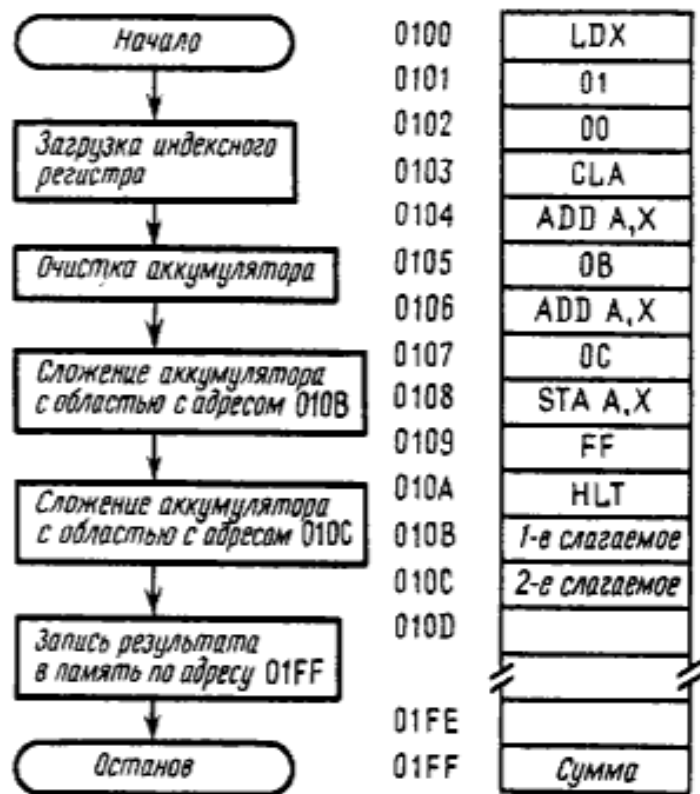 Начало
Загрузка индексного
регистра
Очистка аккумулятора
Сложение аккумулятора
с областью с адресом 010B
Сложение аккумулятора
с областью с адресом 010C
Запись результата
в память по адресу 01FF
Останов
0100 LDX
0101 01
0102 00
0103 CLA
0104 ADD A,X
0105 0B
0106 ADD A,X
0107 0C
0108 STA A,X
0109 FF
010A HLT
010B 1-е слагаемое
010C 2-е слагаемое
010D
01FE
01FF Сумма